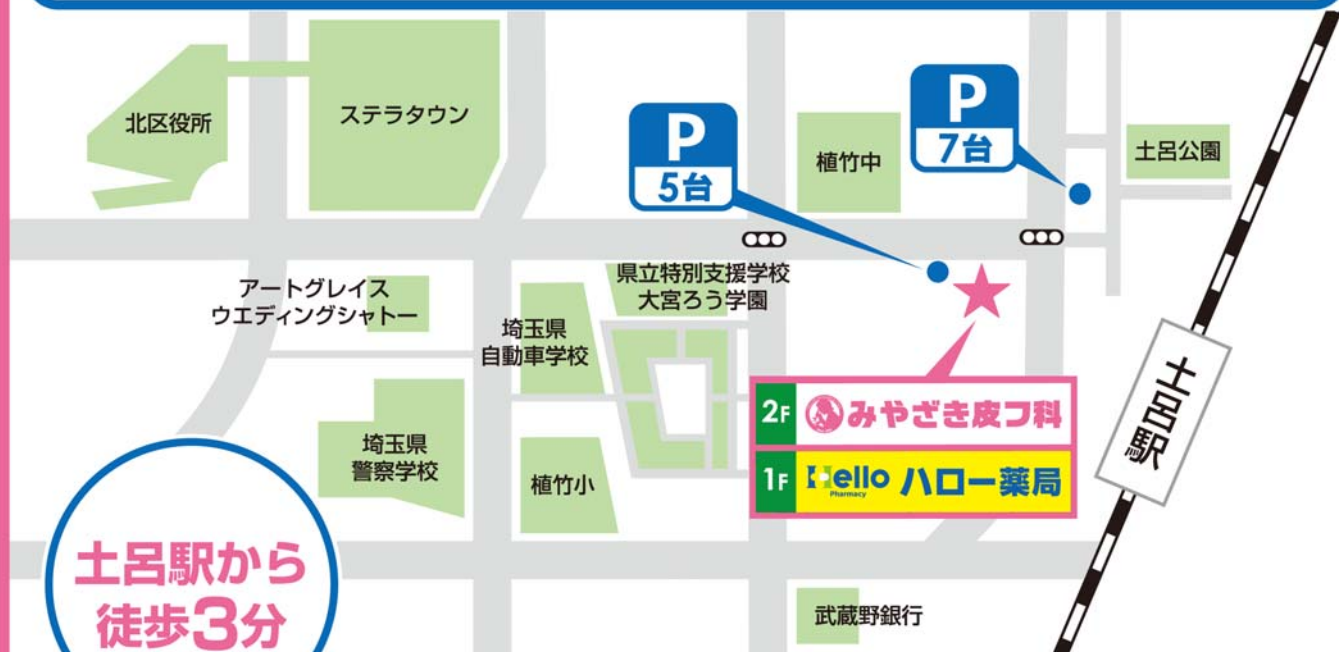 北区役所
ステラタウン
P
5台
植竹中
P
7台
土呂公園
アートグレイス
ウエディングシャトー
埼玉県
自動車学校
県立特別支援学校
大宮ろう学園
埼玉県
警察学校
植竹小
2F みやざき皮フ科
1F Hello Pharmacy ハロー薬局
土呂駅
土呂駅から
徒歩3分
武蔵野銀行